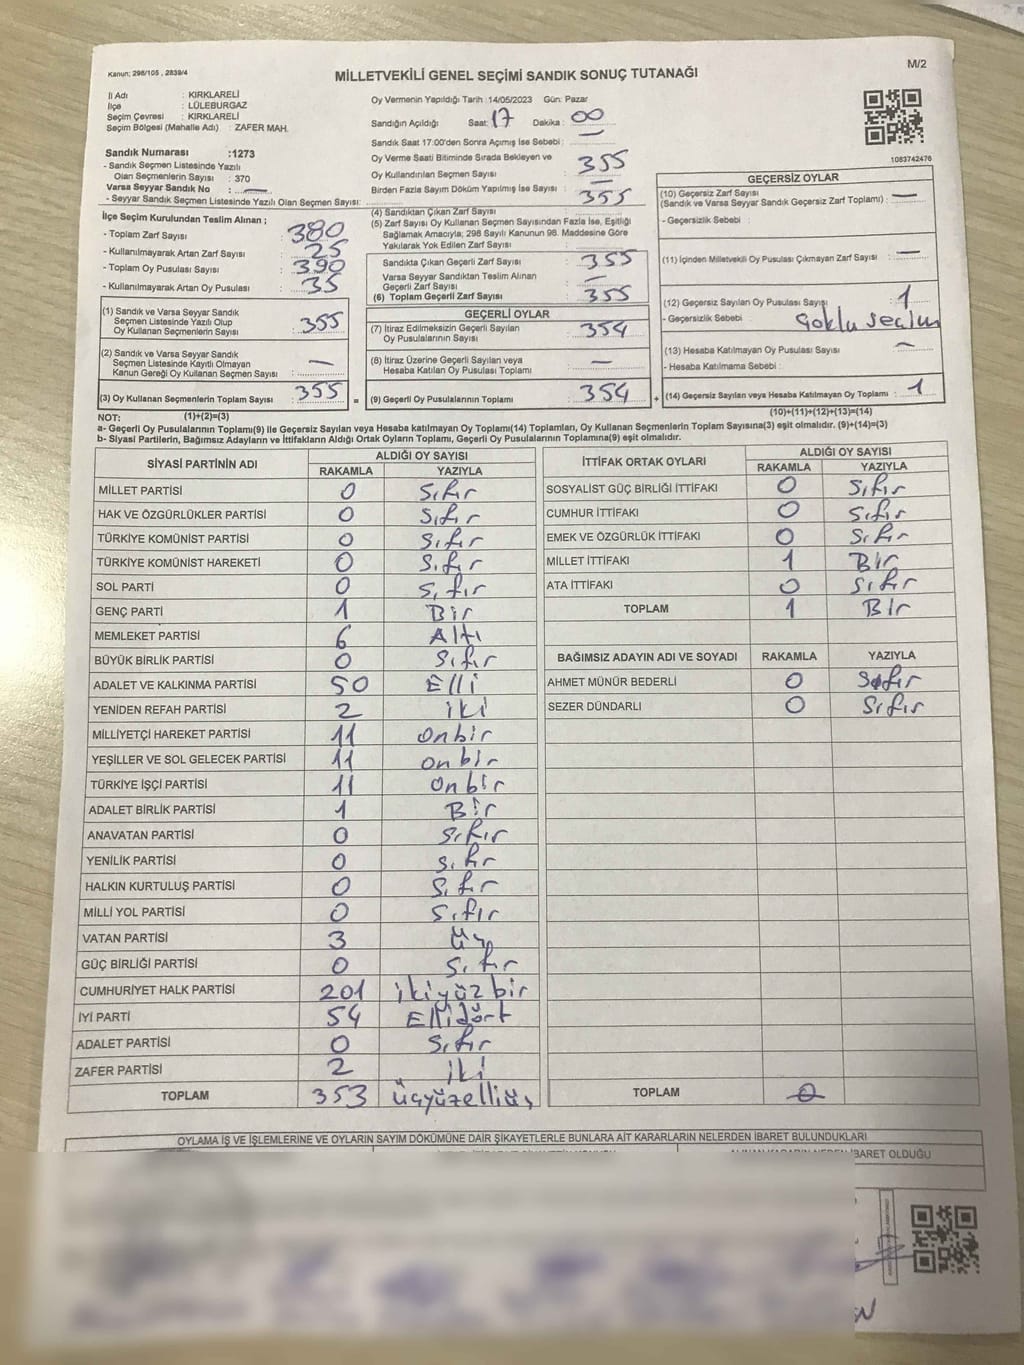 Kanun; 298/105 , 2839/4
MİLLETVEKİLİ GENEL SEÇİMİ SANDIK SONUÇ TUTANAĞI
M/2
İl Adı : KIRKLARELİ
İlçe : LÜLEBURGAZ
Seçim Çevresi : KIRKLARELİ
Seçim Bölgesi (Mahalle Adı) : ZAFER MAH.
Sandık Numarası :1273
- Sandık Seçmen Listesinde Yazılı
Olan Seçmenlerin Sayısı : 370
Varsa Seyyar Sandık No : —
- Seyyar Sandık Seçmen Listesinde Yazılı Olan Seçmen Sayısı:
Oy Vermenin Yapıldığı Tarih :14/05/2023 Gün: Pazar
Sandığın Açıldığı Saat: 17 Dakika : 00
Sandık Saat 17:00'den Sonra Açımış İse Sebebi : —
Oy Verme Saati Bitiminde Sırada Bekleyen ve
Oy Kullandırılan Seçmen Sayısı : 355
Birden Fazla Sayım Döküm Yapılmış İse Sayısı : —
1083742476
İlçe Seçim Kurulundan Teslim Alınan ;
- Toplam Zarf Sayısı : 380
- Kullanılmayarak Artan Zarf Sayısı : 25
- Toplam Oy Pusulası Sayısı : 390
- Kullanılmayarak Artan Oy Pusulası : 35
(1) Sandık ve Varsa Seyyar Sandık
Seçmen Listesinde Yazılı Olup
Oy Kullanan Seçmenlerin Sayısı : 355
(2) Sandık ve Varsa Seyyar Sandık
Seçmen Listesinde Kayıtlı Olmayan
Kanun Gereği Oy Kullanan Seçmen Sayısı : —
(3) Oy Kullanan Seçmenlerin Toplam Sayısı : 355 =
(4) Sandıktan Çıkan Zarf Sayısı : 355
(5) Zarf Sayısı Oy Kullanan Seçmen Sayısından Fazla İse, Eşitliği
Sağlamak Amacıyla; 298 Sayılı Kanunun 98. Maddesine Göre
Yakılarak Yok Edilen Zarf Sayısı :
Sandıkta Çıkan Geçerli Zarf Sayısı : 355
Varsa Seyyar Sandıktan Teslim Alınan
Geçerli Zarf Sayısı : —
(6) Toplam Geçerli Zarf Sayısı : 355
GEÇERLİ OYLAR
(7) İtiraz Edilmeksizin Geçerli Sayılan
Oy Pusulalarının Sayısı : 354
(8) İtiraz Üzerine Geçerli Sayılan veya
Hesaba Katılan Oy Pusulası Toplamı : —
(9) Geçerli Oy Pusulalarının Toplamı : 354 +
GEÇERSİZ OYLAR
(10) Geçersiz Zarf Sayısı
(Sandık ve Varsa Seyyar Sandık Geçersiz Zarf Toplamı) : —
- Geçersizlik Sebebi :
(11) İçinden Milletvekili Oy Pusulası Çıkmayan Zarf Sayısı : —
(12) Geçersiz Sayılan Oy Pusulası Sayısı : 1
- Geçersizlik Sebebi : Çoklu seçim
(13) Hesaba Katılmayan Oy Pusulası Sayısı : —
- Hesaba Katılmama Sebebi :
(14) Geçersiz Sayılan veya Hesaba Katılmayan Oy Toplamı : 1
NOT: (1)+(2)=(3) (10)+(11)+(12)+(13)=(14)
a- Geçerli Oy Pusulalarının Toplamı(9) ile Geçersiz Sayılan veya Hesaba katılmayan Oy Toplamı(14) Toplamları, Oy Kullanan Seçmenlerin Toplam Sayısına(3) eşit olmalıdır. (9)+(14)=(3)
b- Siyasi Partilerin, Bağımsız Adayların ve İttifakların Aldığı Ortak Oyların Toplamı, Geçerli Oy Pusulalarının Toplamına(9) eşit olmalıdır.
SİYASİ PARTİNİN ADI ALDIĞI OY SAYISI
RAKAMLA YAZIYLA
MİLLET PARTİSİ 0 Sıfır
HAK VE ÖZGÜRLÜKLER PARTİSİ 0 Sıfır
TÜRKİYE KOMÜNİST PARTİSİ 0 Sıfır
TÜRKİYE KOMÜNİST HAREKETİ 0 Sıfır
SOL PARTİ 0 Sıfır
GENÇ PARTİ 1 Bir
MEMLEKET PARTİSİ 6 Altı
BÜYÜK BİRLİK PARTİSİ 0 Sıfır
ADALET VE KALKINMA PARTİSİ 50 Elli
YENİDEN REFAH PARTİSİ 2 iki
MİLLİYETÇİ HAREKET PARTİSİ 11 onbir
YEŞİLLER VE SOL GELECEK PARTİSİ 11 onbir
TÜRKİYE İŞÇİ PARTİSİ 11 onbir
ADALET BİRLİK PARTİSİ 1 Bir
ANAVATAN PARTİSİ 0 Sıfır
YENİLİK PARTİSİ 0 Sıfır
HALKIN KURTULUŞ PARTİSİ 0 Sıfır
MİLLİ YOL PARTİSİ 0 Sıfır
VATAN PARTİSİ 3 Üç
GÜÇ BİRLİĞİ PARTİSİ 0 Sıfır
CUMHURİYET HALK PARTİSİ 201 ikiyüz bir
İYİ PARTİ 54 Ellidört
ADALET PARTİSİ 0 Sıfır
ZAFER PARTİSİ 2 iki
TOPLAM 353 üçyüzelliüç
İTTİFAK ORTAK OYLARI ALDIĞI OY SAYISI
RAKAMLA YAZIYLA
SOSYALİST GÜÇ BİRLİĞİ İTTİFAKI 0 Sıfır
CUMHUR İTTİFAKI 0 Sıfır
EMEK VE ÖZGÜRLÜK İTTİFAKI 0 Sıfır
MİLLET İTTİFAKI 1 Bir
ATA İTTİFAKI 0 Sıfır
TOPLAM 1 Bir
BAĞIMSIZ ADAYIN ADI VE SOYADI RAKAMLA YAZIYLA
AHMET MÜNÜR BEDERLİ 0 Sıfır
SEZER DÜNDARLI 0 Sıfır
TOPLAM 0
OYLAMA İŞ VE İŞLEMLERİNE VE OYLARIN SAYIM DÖKÜMÜNE DAİR ŞİKAYETLERLE BUNLARA AİT KARARLARIN NELERDEN İBARET BULUNDUKLARI
İBARET OLDUĞU